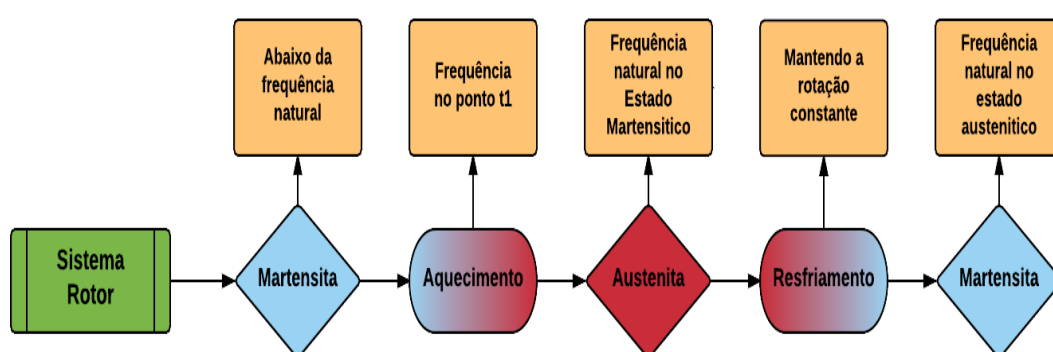 Abaixo da
frequência
natural
Frequência
no ponto t1
Frequência
natural no
Estado
Martensitico
Mantendo a
rotação
constante
Frequência
natural no
estado
austenitico
Sistema
Rotor
Martensita
Aquecimento
Austenita
Resfriamento
Martensita